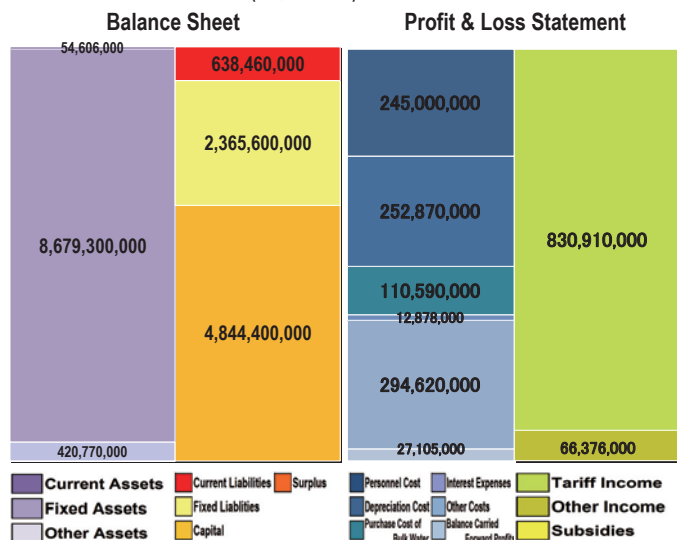 Balance Sheet
Profit & Loss Statement
54,606,000
8,679,300,000
420,770,000
638,460,000
2,365,600,000
4,844,400,000
245,000,000
252,870,000
110,590,000
12,878,000
294,620,000
27,105,000
830,910,000
66,376,000
Current Assets
Fixed Assets
Other Assets
Current Liabilities
Surplus
Fixed Liablities
Capital
Personnel Cost
Interest Expenses
Depreciation Cost
Other Costs
Purchase Cost of
Bulk Water
Balance Carried
Forward Profits
Tariff Income
Other Income
Subsidies